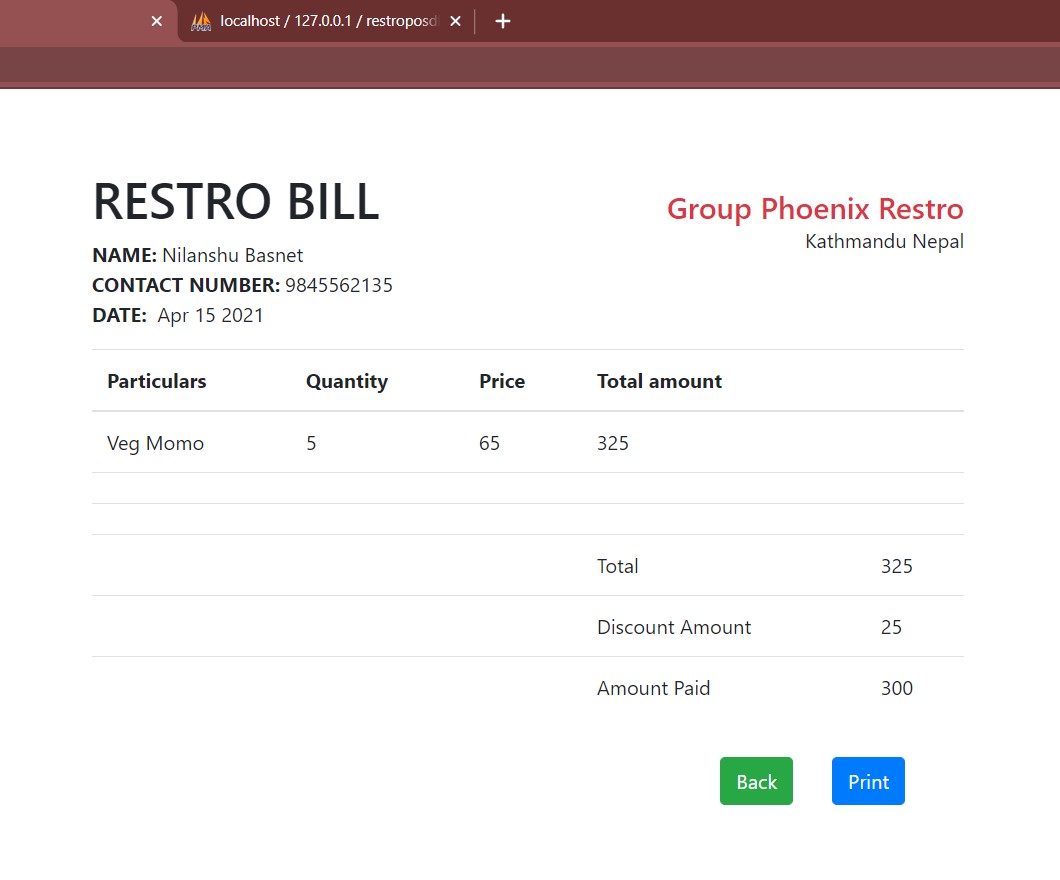 localhost / 127.0.0.1 / restroposd
RESTRO BILL
Group Phoenix Restro
Kathmandu Nepal
NAME: Nilanshu Basnet
CONTACT NUMBER: 9845562135
DATE: Apr 15 2021
Particulars Quantity Price Total amount
Veg Momo 5 65 325
Total 325
Discount Amount 25
Amount Paid 300
Back Print